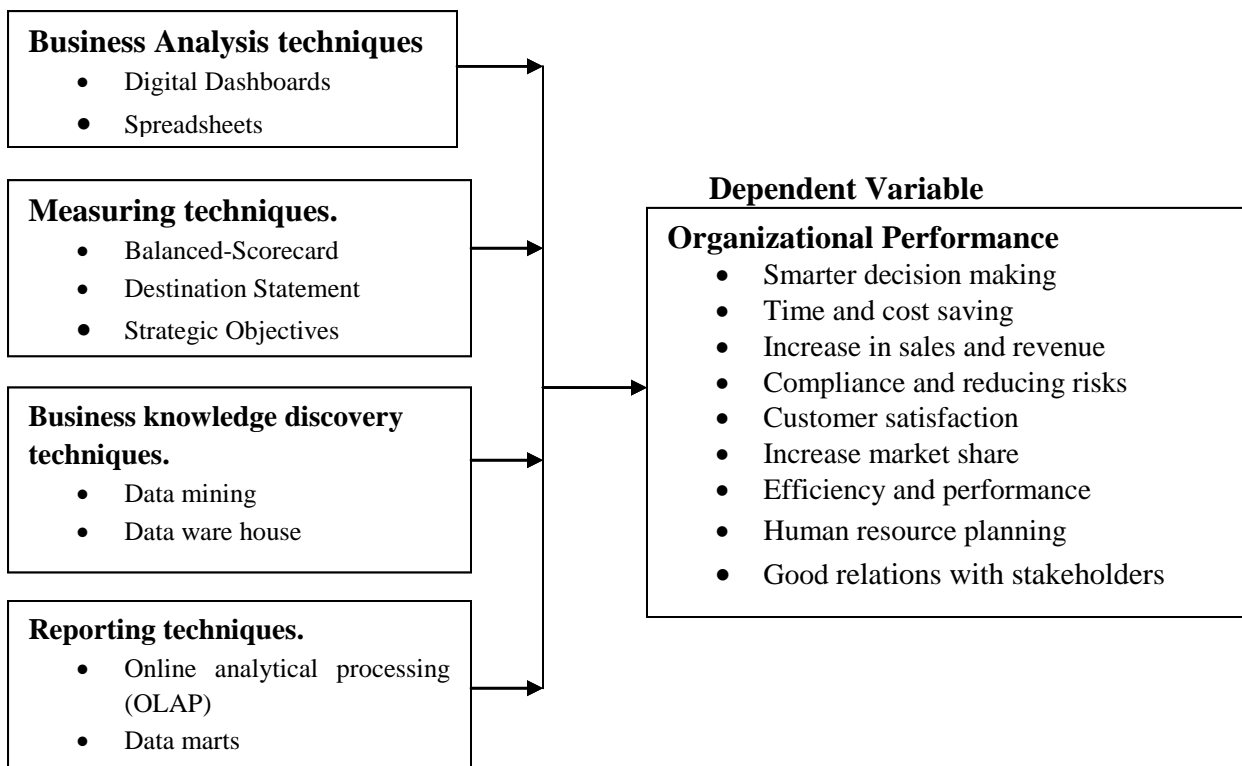 Business Analysis techniques
• Digital Dashboards
• Spreadsheets
Measuring techniques.
• Balanced-Scorecard
• Destination Statement
• Strategic Objectives
Business knowledge discovery
techniques.
• Data mining
• Data ware house
Reporting techniques.
• Online analytical processing
(OLAP)
• Data marts
Dependent Variable
Organizational Performance
• Smarter decision making
• Time and cost saving
• Increase in sales and revenue
• Compliance and reducing risks
• Customer satisfaction
• Increase market share
• Efficiency and performance
• Human resource planning
• Good relations with stakeholders